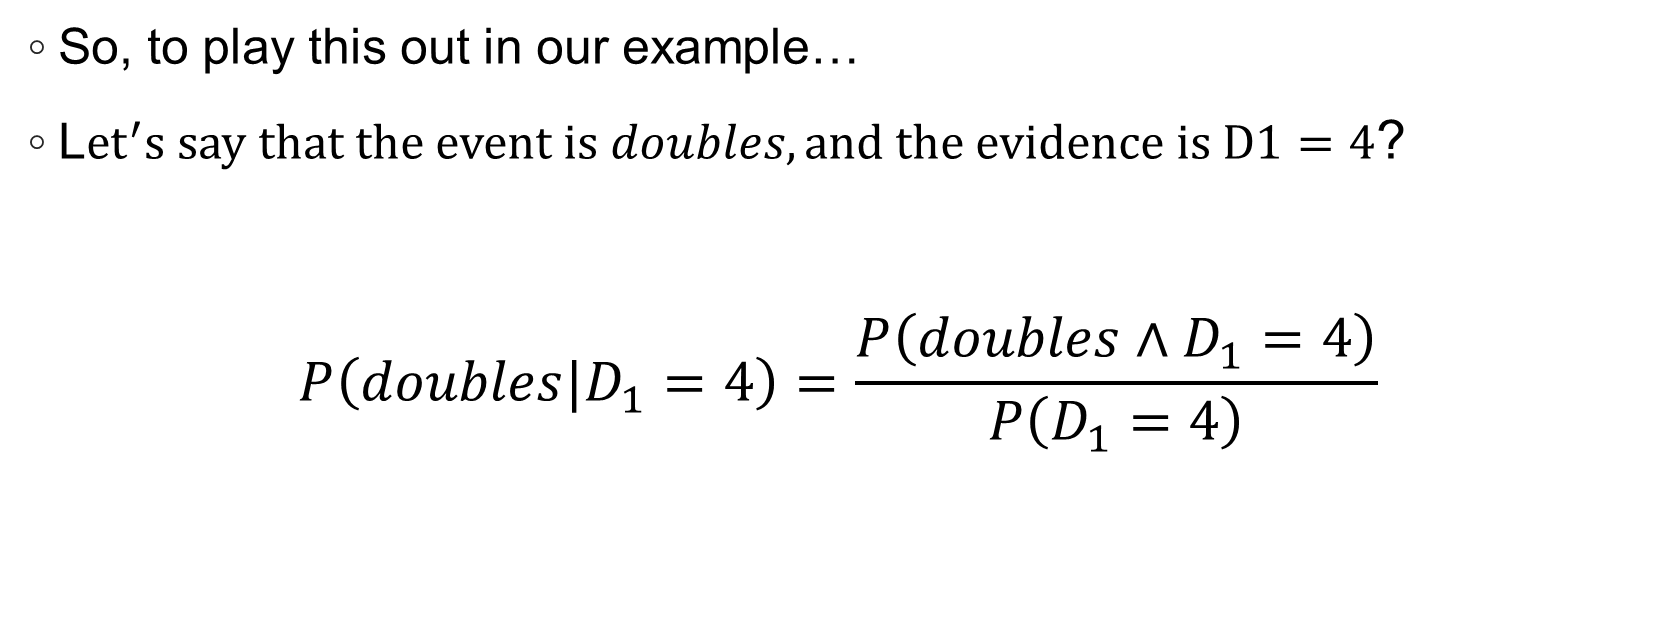 ◦ So, to play this out in our example…
◦ Let′s say that the event is doubles, and the evidence is D1 = 4?
P(doubles|D₁ = 4) = P(doubles ∧ D₁ = 4) / P(D₁ = 4)